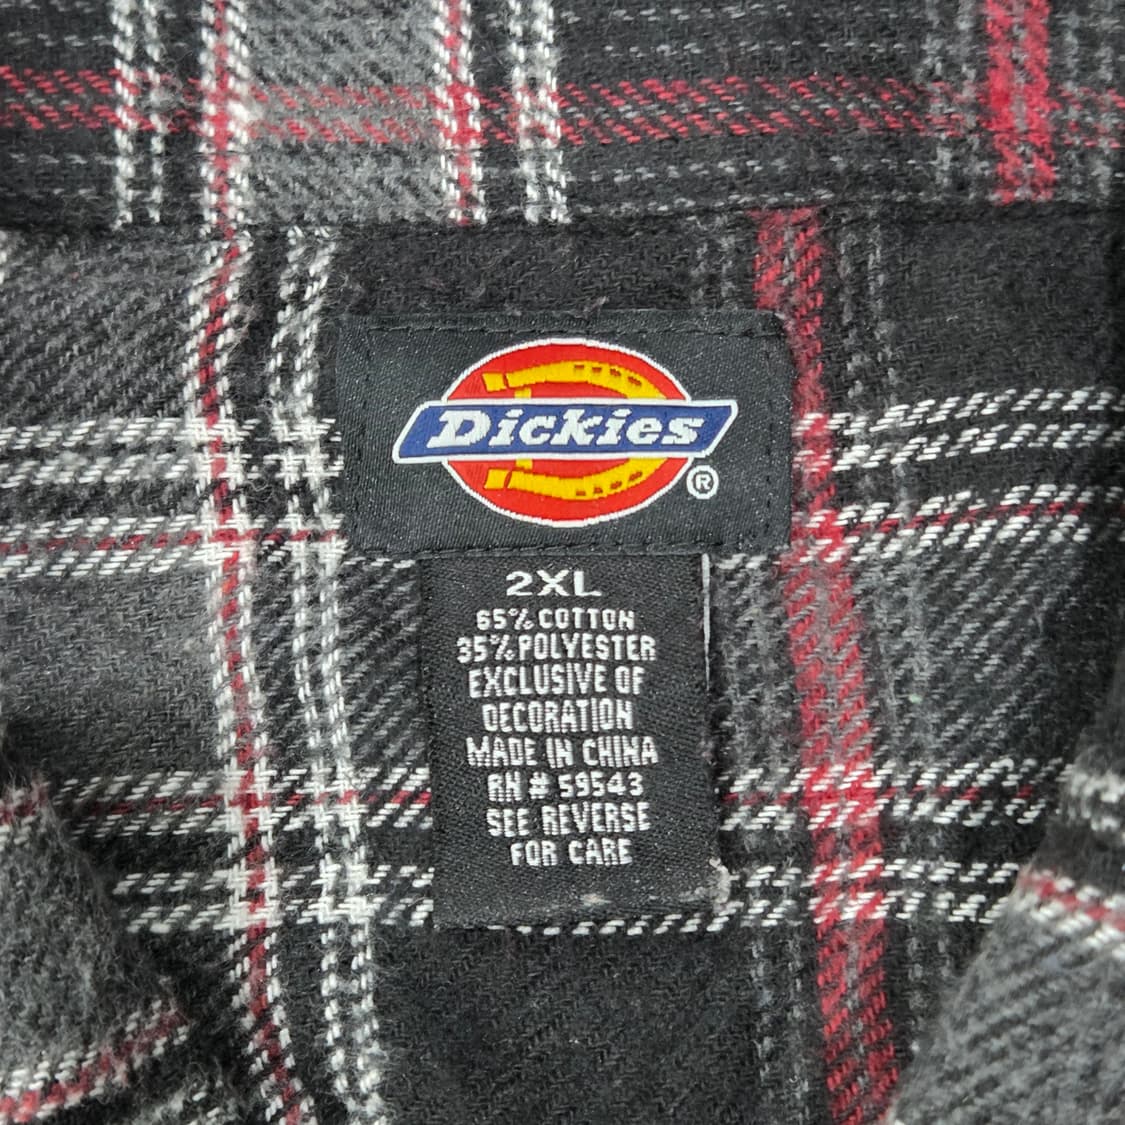 Dickies
®
2XL
65% COTTON
35% POLYESTER
EXCLUSIVE OF
DECORATION
MADE IN CHINA
RN # 59543
SEE REVERSE
FOR CARE